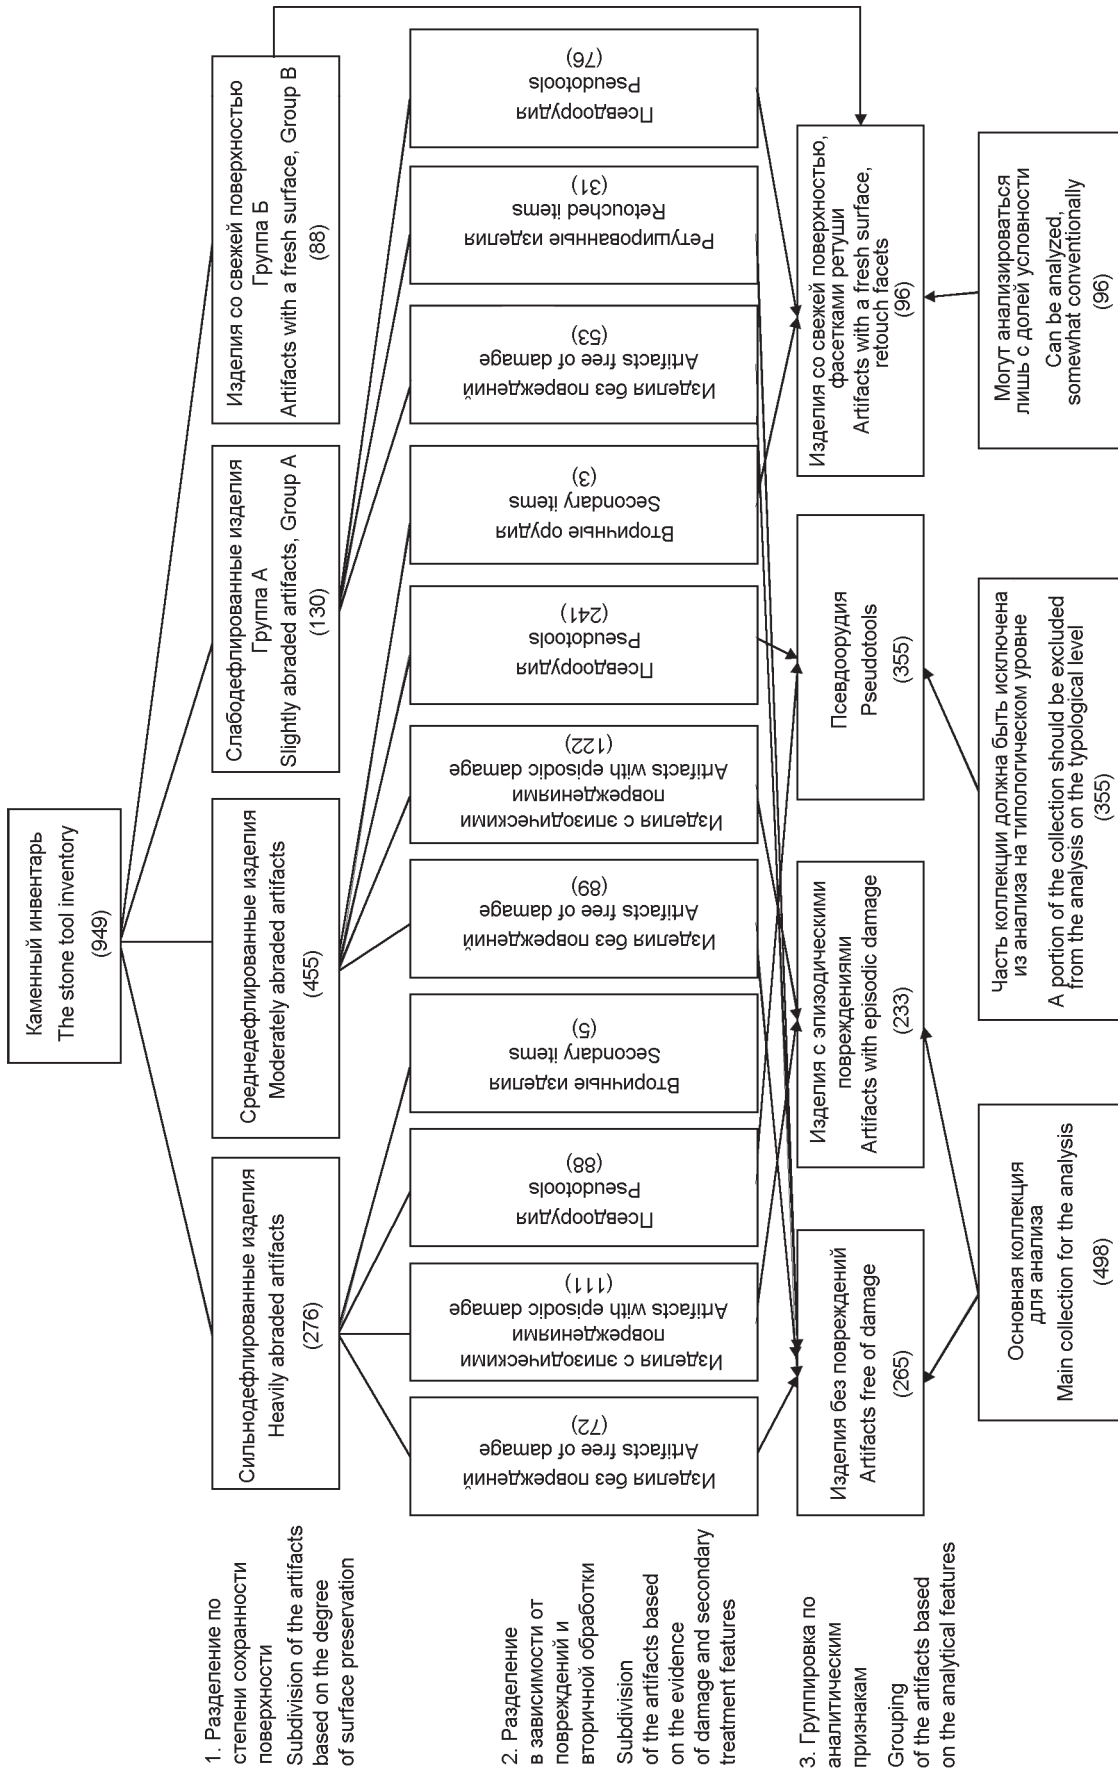 Каменный инвентарь
The stone tool inventory
(949)
1. Разделение по
степени сохранности
поверхности
Subdivision of the artifacts
based on the degree
of surface preservation
Сильнодефлированные изделия
Heavily abraded artifacts
(276)
Среднедефлированные изделия
Moderately abraded artifacts
(455)
Слабодефлированные изделия
Группа А
Slightly abraded artifacts, Group A
(130)
Изделия со свежей поверхностью
Группа Б
Artifacts with a fresh surface, Group B
(88)
2. Разделение
в зависимости от
повреждений и
вторичной обработки
Subdivision
of the artifacts based
on the evidence
of damage and secondary
treatment features
Изделия без повреждений
Artifacts free of damage
(72)
Изделия с эпизодическими
повреждениями
Artifacts with episodic damage
(111)
Псевдоорудия
Pseudotools
(88)
Вторичные изделия
Secondary items
(5)
Изделия без повреждений
Artifacts free of damage
(89)
Изделия с эпизодическими
повреждениями
Artifacts with episodic damage
(122)
Псевдоорудия
Pseudotools
(241)
Вторичные орудия
Secondary items
(3)
Изделия без повреждений
Artifacts free of damage
(53)
Ретушированные изделия
Retouched items
(31)
Псевдоорудия
Pseudotools
(76)
3. Группировка по
аналитическим
признакам
Grouping
of the artifacts based
on the analytical features
Изделия без повреждений
Artifacts free of damage
(265)
Изделия с эпизодическими
повреждениями
Artifacts with episodic damage
(233)
Псевдоорудия
Pseudotools
(355)
Изделия со свежей поверхностью,
фасетками ретуши
Artifacts with a fresh surface,
retouch facets
(96)
Основная коллекция
для анализа
Main collection for the analysis
(498)
Часть коллекции должна быть исключена
из анализа на типологическом уровне
A portion of the collection should be excluded
from the analysis on the typological level
(355)
Могут анализироваться
лишь с долей условности
Can be analyzed,
somewhat conventionally
(96)